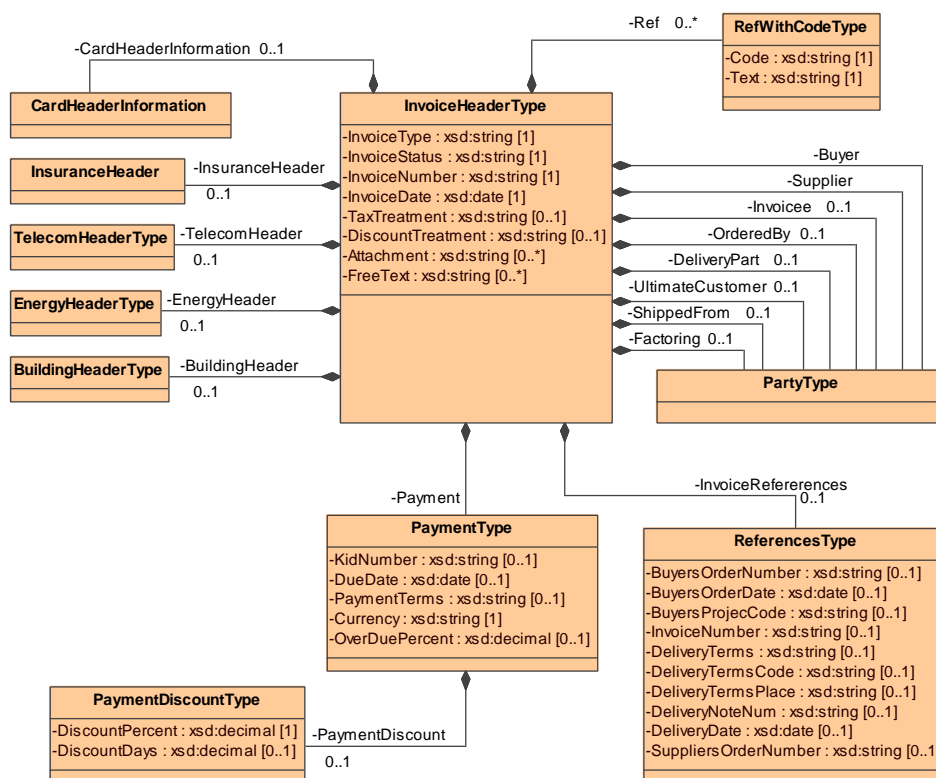 -Ref 0..*
RefWithCodeType
-Code : xsd:string [1]
-Text : xsd:string [1]
-CardHeaderInformation 0..1
CardHeaderInformation
InvoiceHeaderType
-InvoiceType : xsd:string [1]
-InvoiceStatus : xsd:string [1]
-InvoiceNumber : xsd:string [1]
-InvoiceDate : xsd:date [1]
-TaxTreatment : xsd:string [0..1]
-DiscountTreatment : xsd:string [0..1]
-Attachment : xsd:string [0..*]
-FreeText : xsd:string [0..*]
InsuranceHeader
-InsuranceHeader
0..1
TelecomHeaderType
-TelecomHeader
0..1
EnergyHeaderType
-EnergyHeader
0..1
BuildingHeaderType
-BuildingHeader
0..1
-Buyer
-Supplier
-Invoicee 0..1
-OrderedBy 0..1
-DeliveryPart 0..1
-UltimateCustomer 0..1
-ShippedFrom 0..1
-Factoring 0..1
PartyType
-Payment
-InvoiceRefererences
0..1
PaymentType
-KidNumber : xsd:string [0..1]
-DueDate : xsd:date [0..1]
-PaymentTerms : xsd:string [0..1]
-Currency : xsd:string [1]
-OverDuePercent : xsd:decimal [0..1]
ReferencesType
-BuyersOrderNumber : xsd:string [0..1]
-BuyersOrderDate : xsd:date [0..1]
-BuyersProjecCode : xsd:string [0..1]
-InvoiceNumber : xsd:string [0..1]
-DeliveryTerms : xsd:string [0..1]
-DeliveryTermsCode : xsd:string [0..1]
-DeliveryTermsPlace : xsd:string [0..1]
-DeliveryNoteNum : xsd:string [0..1]
-DeliveryDate : xsd:date [0..1]
-SuppliersOrderNumber : xsd:string [0..1
PaymentDiscountType
-DiscountPercent : xsd:decimal [1]
-DiscountDays : xsd:decimal [0..1]
-PaymentDiscount
0..1